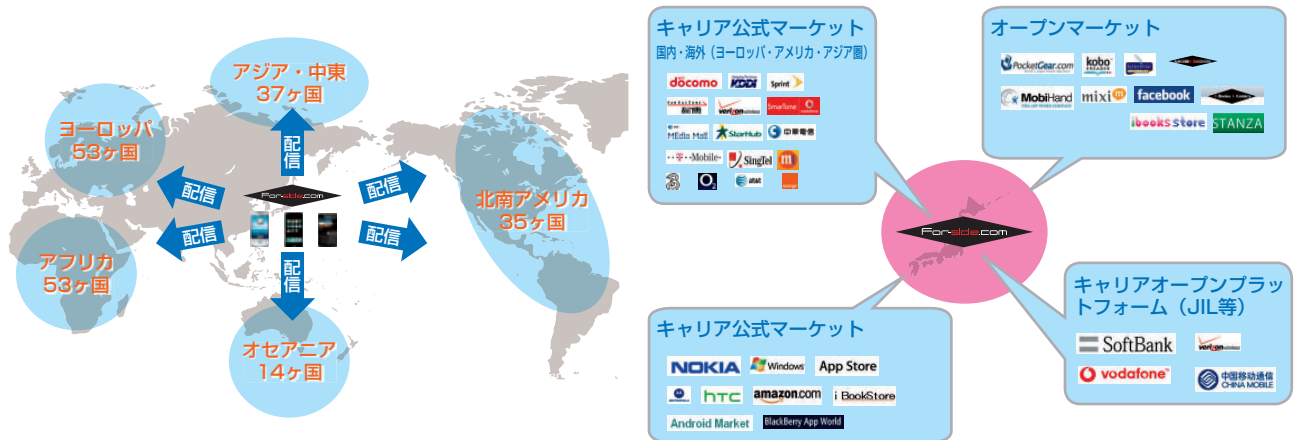 アジア・中東
37ヶ国
ヨーロッパ
53ヶ国
配信
配信
配信
For-side.com
北南アメリカ
35ヶ国
配信
配信
配信
アフリカ
53ヶ国
オセアニア
14ヶ国
キャリア公式マーケット
国内・海外（ヨーロッパ・アメリカ・アジア圏）
döcomo
KDDI
Sprint
verizonwireless
SmarTone
vodafone
MEdia Mall
StarHub
中華電信
T-Mobile
SingTel
m
3
O2
at&t
orange
オープンマーケット
PocketGear.com
kobo
MobiHand
mixi
facebook
ibooks store
STANZA
For-side.com
キャリア公式マーケット
NOKIA
Windows
App Store
hTC
amazon.com
i BookStore
Android Market
BlackBerry App World
キャリアオープンプラッ
トフォーム（JIL等）
SoftBank
verizonwireless
vodafone™
中国移动通信
CHINA MOBILE